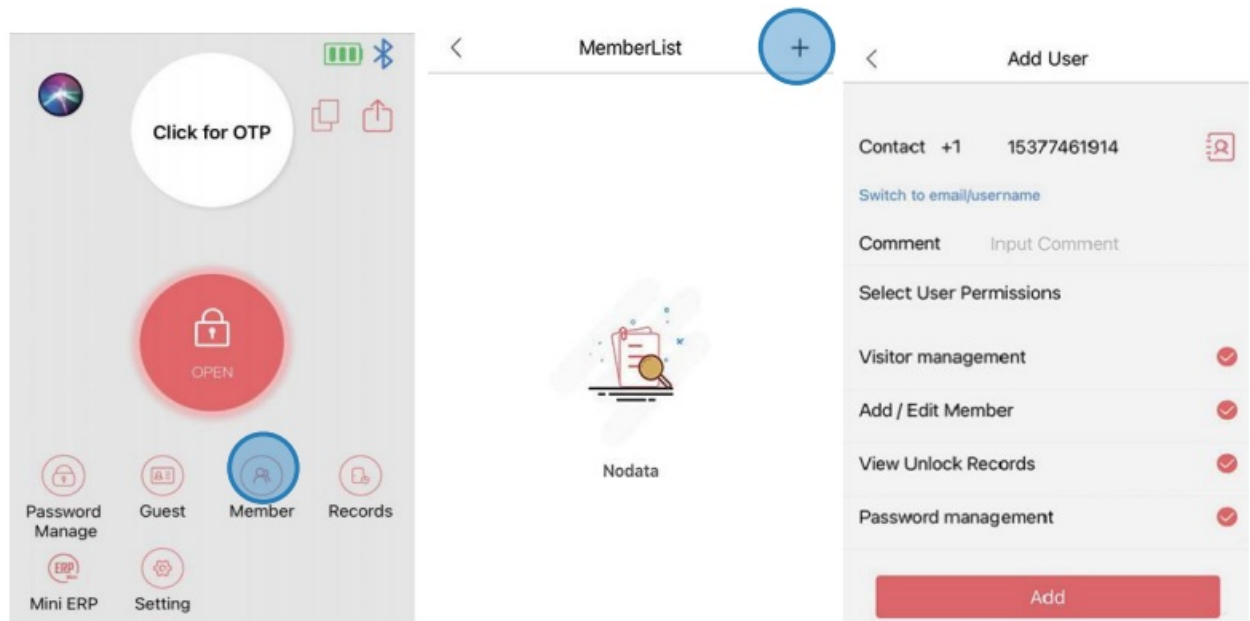 Click for OTP
OPEN
Password
Manage
Guest
Member
Records
ERP
Mini ERP
Setting
MemberList
Nodata
Add User
Contact +1 15377461914
Switch to email/username
Comment Input Comment
Select User Permissions
Visitor management
Add / Edit Member
View Unlock Records
Password management
Add